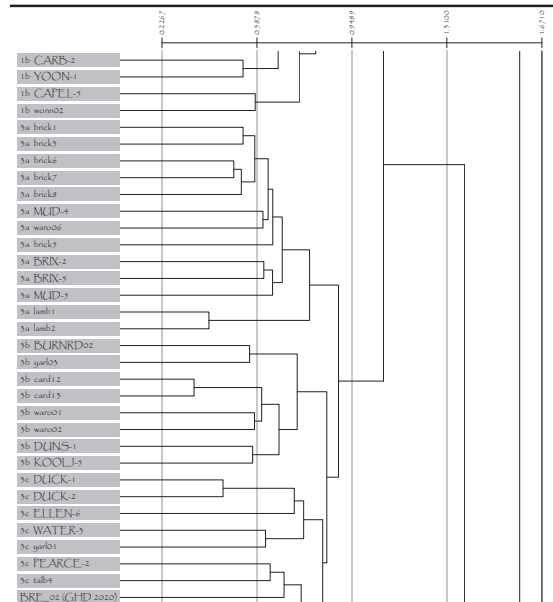 0.2267
0.5878
0.9489
1.3100
1.6710
1b CARB-2
1b YOON-1
1b CAPEL-5
1b wonn02
3a brick1
3a brick3
3a brick6
3a brick7
3a brick8
3a MUD-4
3a waro06
3a brick5
3a BRIX-2
3a BRIX-5
3a MUD-5
3a lamb1
3a lamb2
3b BURNRD02
3b yarl03
3b card12
3b card13
3b waro01
3b waro02
3b DUNS-1
3b KOOLJ-5
3c DUCK-1
3c DUCK-2
3c ELLEN-6
3c WATER-3
3c yarl01
3c PEARCE-2
3c talb4
BRE_02 (GHD 2020)